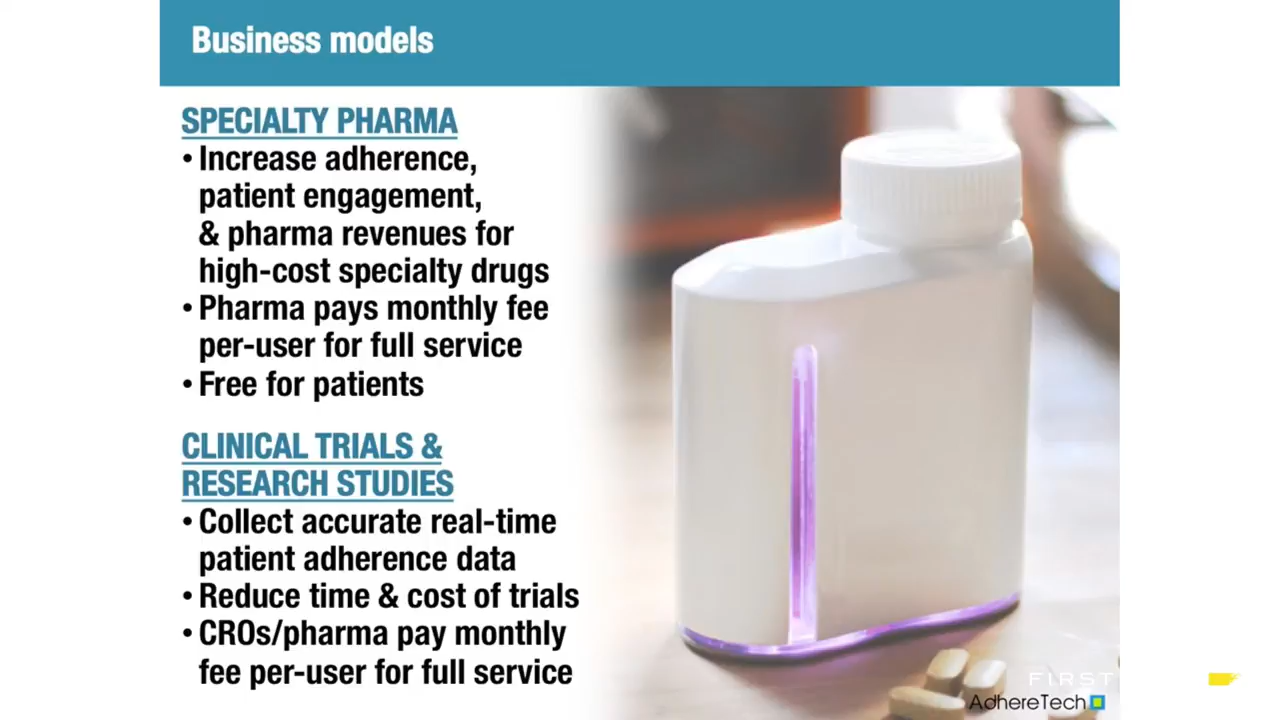 Business models
SPECIALTY PHARMA
• Increase adherence,
patient engagement,
& pharma revenues for
high-cost specialty drugs
• Pharma pays monthly fee
per-user for full service
• Free for patients
CLINICAL TRIALS &
RESEARCH STUDIES
• Collect accurate real-time
patient adherence data
• Reduce time & cost of trials
• CROs/pharma pay monthly
fee per-user for full service
FIRST
AdhereTech